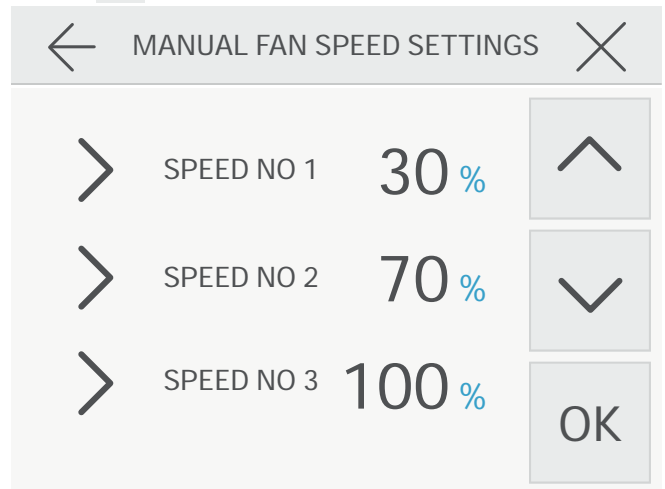 MANUAL FAN SPEED SETTINGS
SPEED NO 1 30 %
SPEED NO 2 70 %
SPEED NO 3 100 %
OK